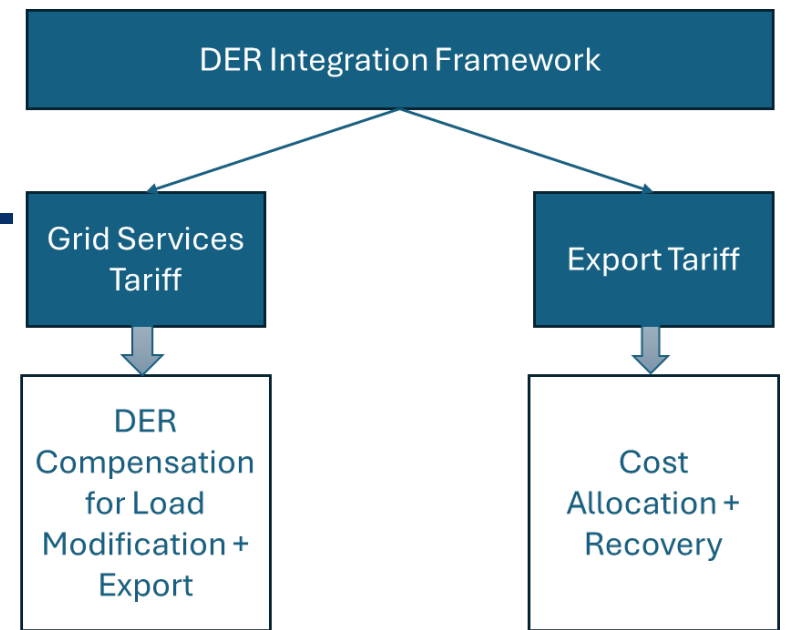 DER Integration Framework
Grid Services
Tariff
Export Tariff
DER
Compensation
for Load
Modification +
Export
Cost
Allocation +
Recovery